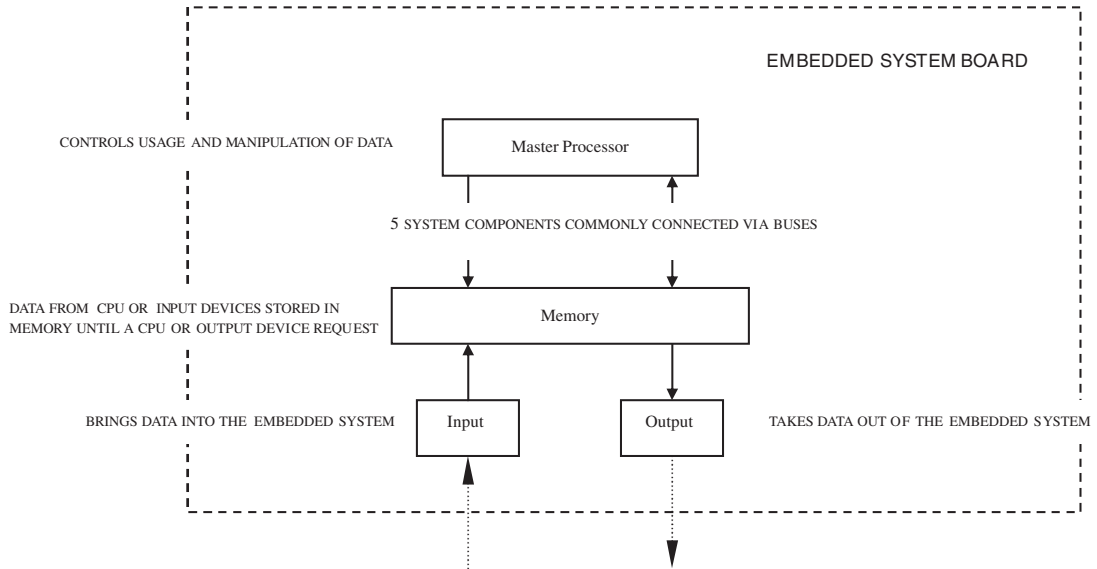 EMBEDDED SYSTEM BOARD
CONTROLS USAGE AND MANIPULATION OF DATA
Master Processor
5 SYSTEM COMPONENTS COMMONLY CONNECTED VIA BUSES
DATA FROM CPU OR INPUT DEVICES STORED IN
MEMORY UNTIL A CPU OR OUTPUT DEVICE REQUEST
Memory
BRINGS DATA INTO THE EMBEDDED SYSTEM
Input
Output
TAKES DATA OUT OF THE EMBEDDED SYSTEM